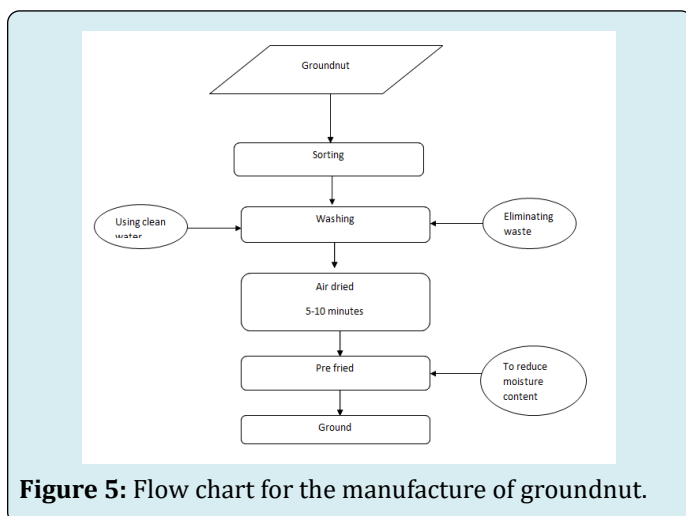 Groundnut
Sorting
Using clean
water
Washing
Eliminating
waste
Air dried
5-10 minutes
Pre fried
To reduce
moisture
content
Ground
Figure 5: Flow chart for the manufacture of groundnut.